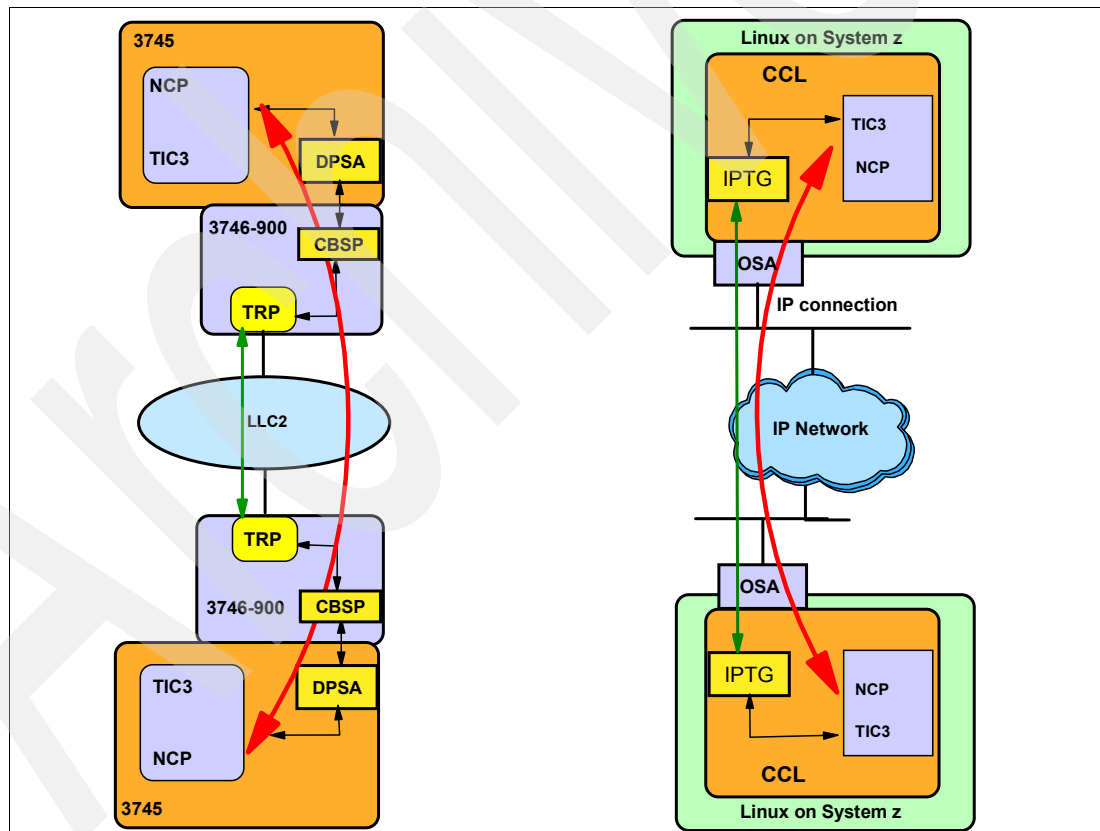 3745
NCP
TIC3
DPSA
3746-900
CBSP
TRP
LLC2
TRP
3746-900
CBSP
TIC3
DPSA
NCP
3745
Linux on System z
CCL
TIC3
IPTG
NCP
OSA
IP connection
IP Network
OSA
IPTG
NCP
TIC3
CCL
Linux on System z